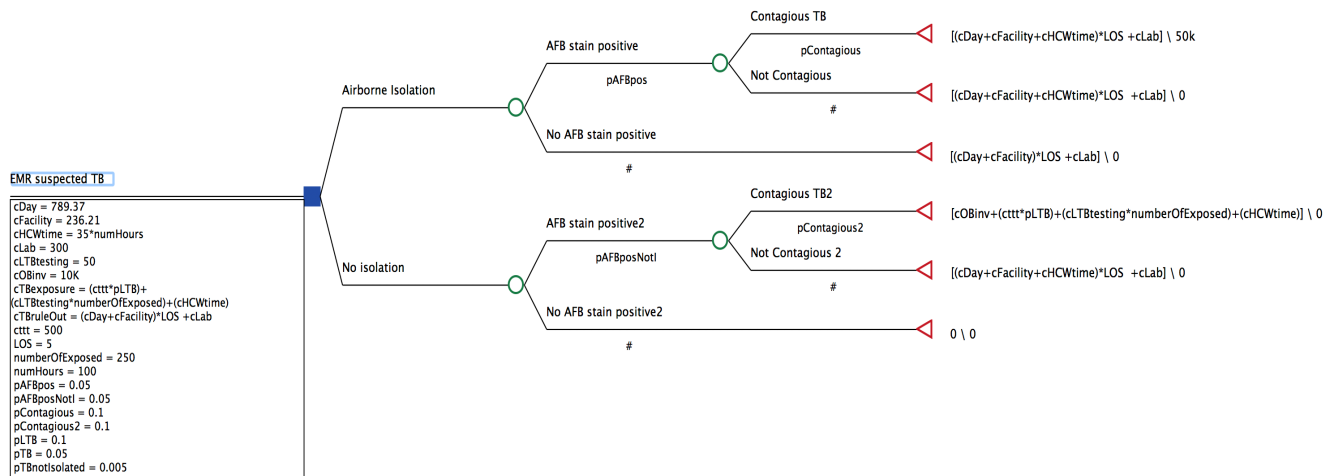 Contagious TB
[(cDay+cFacility+cHCWtime)*LOS +cLab] \ 50k
AFB stain positive
pContagious
pAFBpos
Not Contagious
[(cDay+cFacility+cHCWtime)*LOS  +cLab] \ 0
#
Airborne Isolation
No AFB stain positive
[(cDay+cFacility)*LOS +cLab] \ 0
#
EMR suspected TB
Contagious TB2
[cOBinv+(cttt*pLTB)+(cLTBtesting*numberOfExposed)+(cHCWtime)] \ 0
AFB stain positive2
pContagious2
pAFBposNotI
Not Contagious 2
[(cDay+cFacility+cHCWtime)*LOS  +cLab] \ 0
#
No isolation
No AFB stain positive2
0 \ 0
#
cDay = 789.37
cFacility = 236.21
cHCWtime = 35*numHours
cLab = 300
cLTBtesting = 50
cOBinv = 10K
cTBexposure = (cttt*pLTB)+
(cLTBtesting*numberOfExposed)+(cHCWtime)
cTBruleOut = (cDay+cFacility)*LOS +cLab
cttt = 500
LOS = 5
numberOfExposed = 250
numHours = 100
pAFBpos = 0.05
pAFBposNotI = 0.05
pContagious = 0.1
pContagious2 = 0.1
pLTB = 0.1
pTB = 0.05
pTBnotIsolated = 0.005